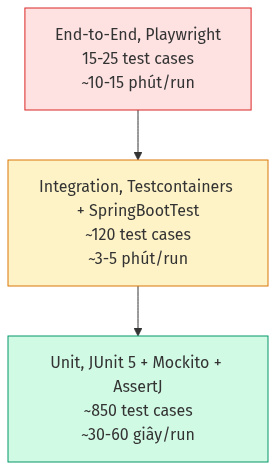 End-to-End, Playwright
15-25 test cases
~10-15 phút/run
Integration, Testcontainers
+ SpringBootTest
~120 test cases
~3-5 phút/run
Unit, JUnit 5 + Mockito +
AssertJ
~850 test cases
~30-60 giây/run